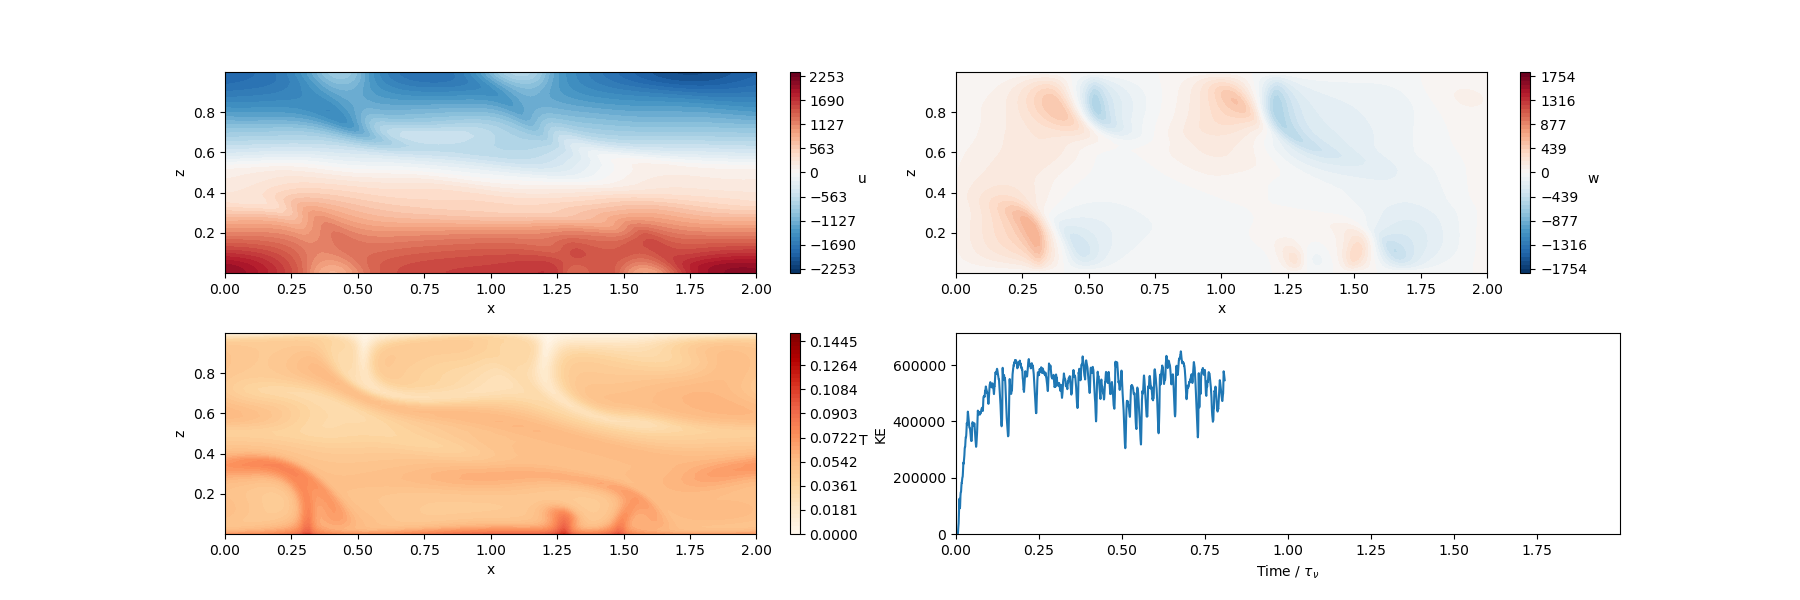 0.8
0.6
0.4
0.2
z
0.00 0.25 0.50 0.75 1.00 1.25 1.50 1.75 2.00
x
2253
1690
1127
563
0
−563
−1127
−1690
−2253
u
0.8
0.6
0.4
0.2
z
0.00 0.25 0.50 0.75 1.00 1.25 1.50 1.75 2.00
x
1754
1316
877
439
0
−439
−877
−1316
−1754
w
0.8
0.6
0.4
0.2
z
0.00 0.25 0.50 0.75 1.00 1.25 1.50 1.75 2.00
x
0.1445
0.1264
0.1084
0.0903
0.0722
0.0542
0.0361
0.0181
0.0000
T
600000
400000
200000
0
KE
0.00 0.25 0.50 0.75 1.00 1.25 1.50 1.75
Time / τν